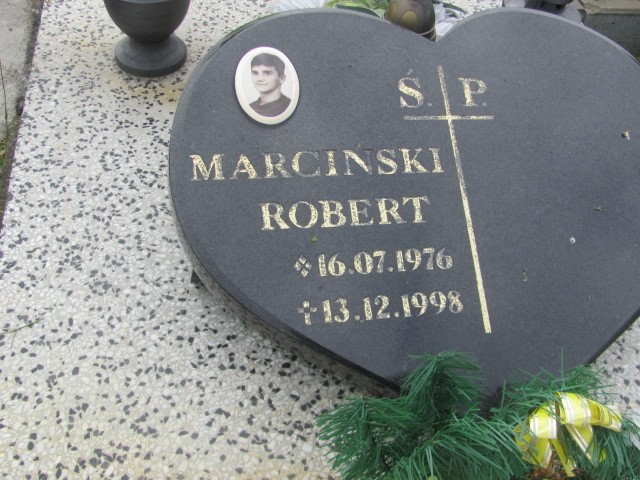 Ś. P.
MARCIŃSKI
ROBERT
16.07.1976
✝13.12.1998